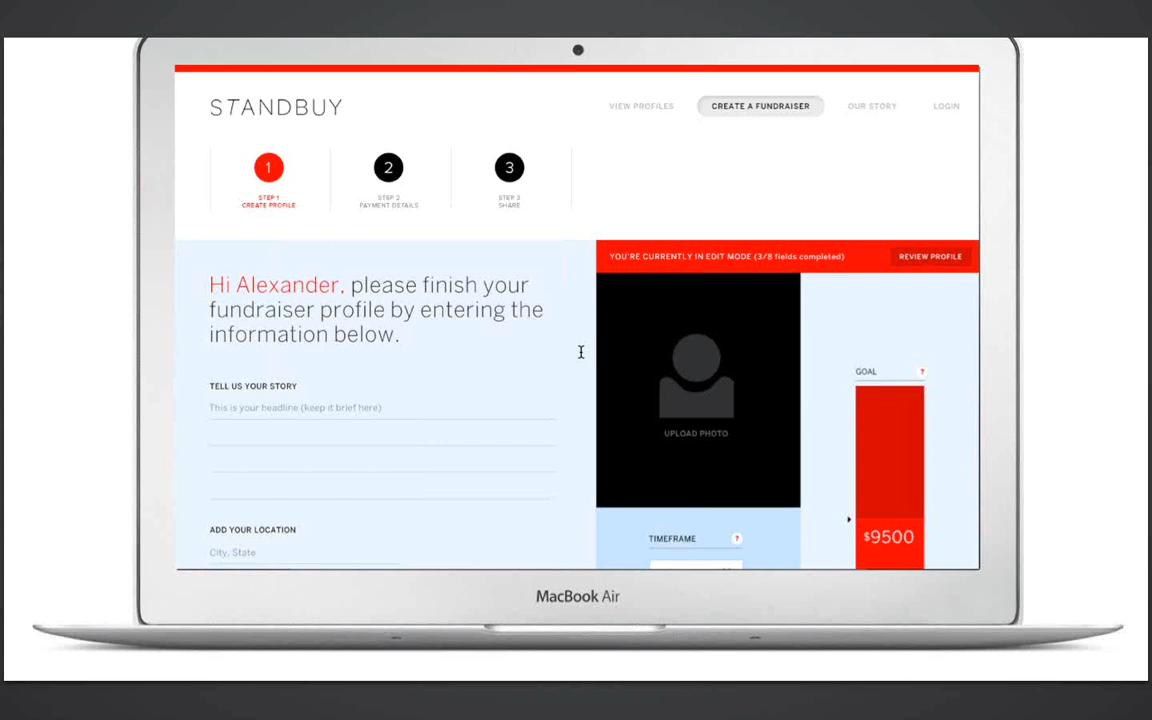 STANDBUY
VIEW PROFILES
CREATE A FUNDRAISER
OUR STORY
LOGIN
1
STEP 1
CREATE PROFILE
2
STEP 2
PAYMENT DETAILS
3
STEP 3
SHARE
YOU'RE CURRENTLY IN EDIT MODE (3/8 fields completed)
REVIEW PROFILE
Hi Alexander, please finish your
fundraiser profile by entering the
information below.
TELL US YOUR STORY
This is your headline (keep it brief here)
ADD YOUR LOCATION
City, State
UPLOAD PHOTO
TIMEFRAME
?
GOAL
?
$9500
MacBook Air